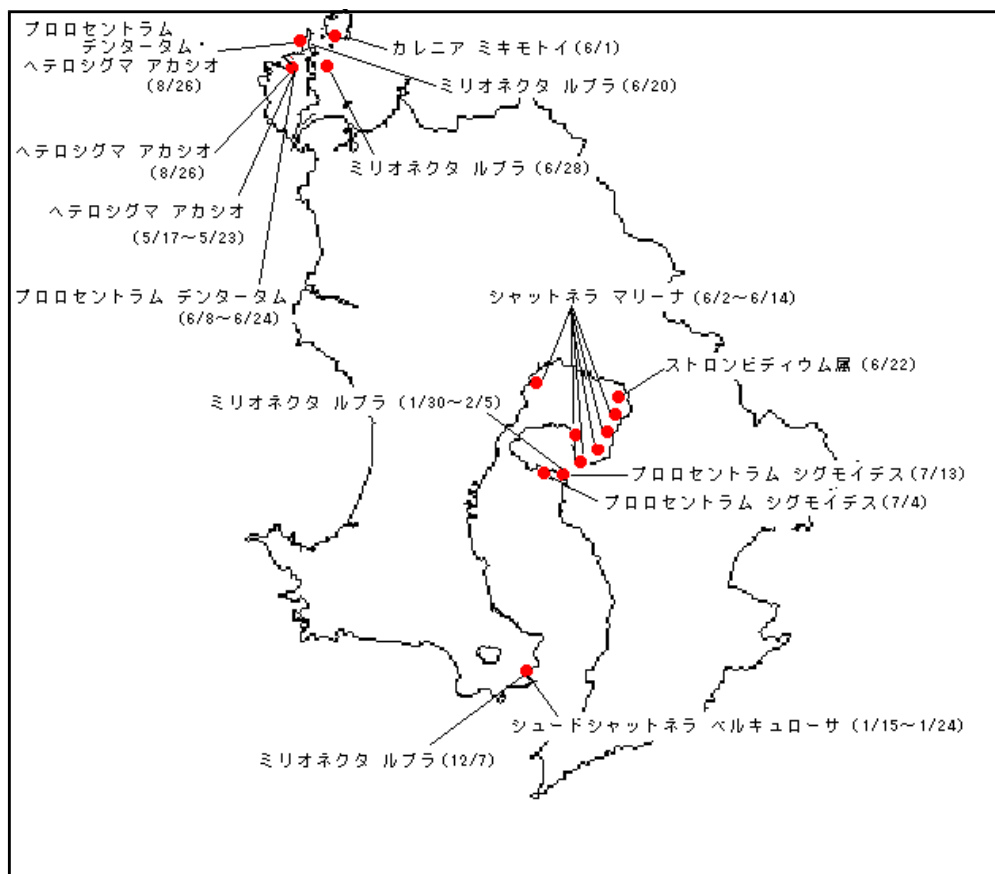 プロロセントラム
デンタータム・
ヘテロシグマ アカシオ
(8/26)
カレニア ミキモトイ(6/1)
ミリオネクタ ルブラ(6/20)
ヘテロシグマ アカシオ
(8/26)
ミリオネクタ ルブラ(6/28)
ヘテロシグマ アカシオ
(5/17～5/23)
プロロセントラム デンタータム
(6/8～6/24)
シャットネラ マリーナ(6/2～6/14)
ストロンビディウム属(6/22)
ミリオネクタ ルブラ(1/30～2/5)
プロロセントラム シグモイデス(7/13)
プロロセントラム シグモイデス(7/4)
シュードシャットネラ ベルキュローサ(1/15～1/24)
ミリオネクタ ルブラ(12/7)